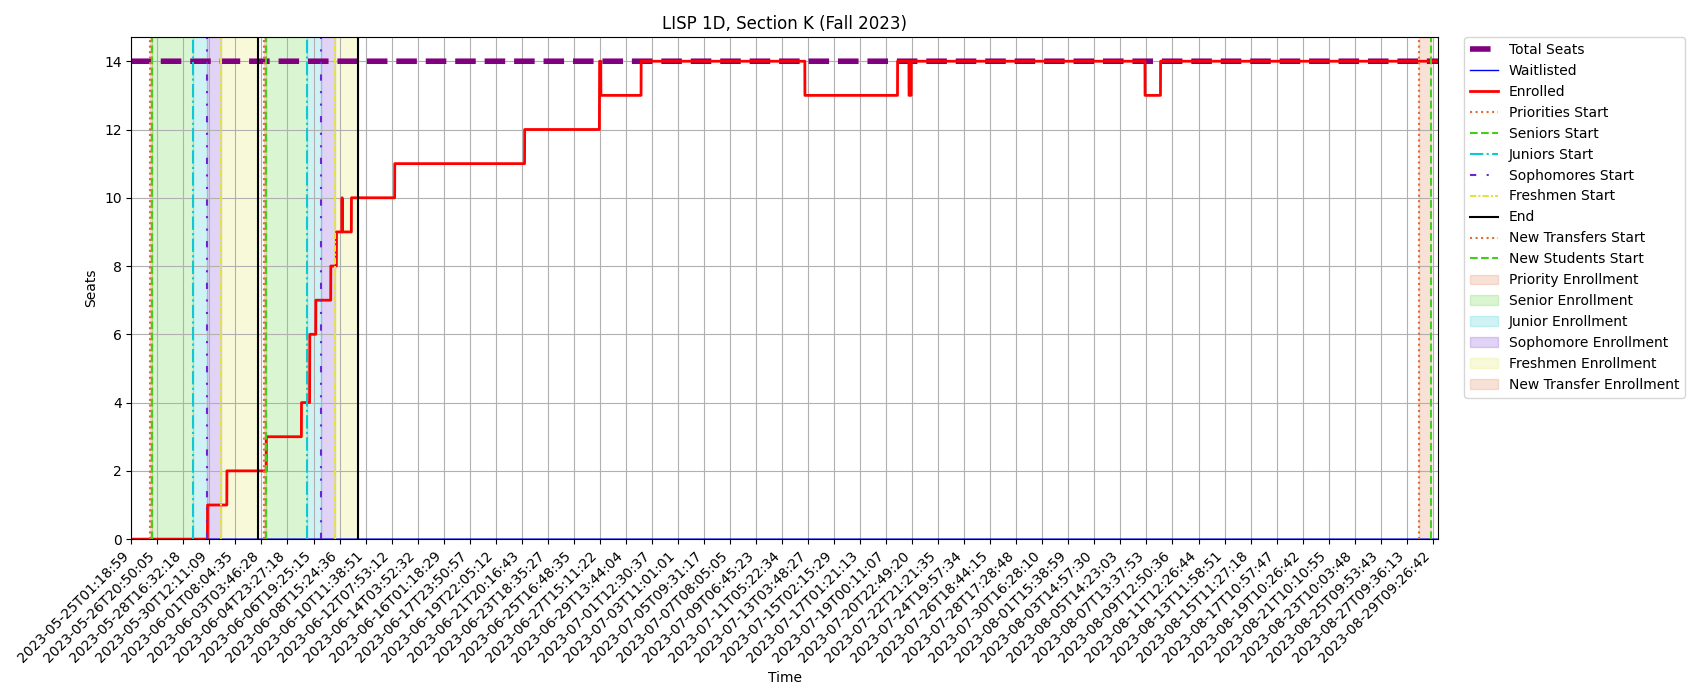 LISP 1D, Section K (Fall 2023)
Seats
14
12
10
8
6
4
2
0
2023-05-25T01:18:59
2023-05-26T20:50:05
2023-05-28T16:32:18
2023-05-30T12:11:09
2023-06-01T08:04:35
2023-06-03T03:46:28
2023-06-04T23:27:18
2023-06-06T19:25:15
2023-06-08T15:24:36
2023-06-10T11:38:51
2023-06-12T07:53:12
2023-06-14T03:52:32
2023-06-16T01:18:29
2023-06-17T23:50:57
2023-06-19T22:05:12
2023-06-21T20:16:43
2023-06-23T18:35:27
2023-06-25T16:48:35
2023-06-27T15:11:22
2023-06-29T13:44:04
2023-07-01T12:30:37
2023-07-03T11:01:01
2023-07-05T09:31:17
2023-07-07T08:05:05
2023-07-09T06:45:23
2023-07-11T05:22:34
2023-07-13T03:48:27
2023-07-15T02:15:29
2023-07-17T01:21:13
2023-07-19T00:11:07
2023-07-20T22:49:20
2023-07-22T21:21:35
2023-07-24T19:57:34
2023-07-26T18:44:15
2023-07-28T17:28:48
2023-07-30T16:28:10
2023-08-01T15:38:59
2023-08-03T14:57:30
2023-08-05T14:23:03
2023-08-07T13:37:53
2023-08-09T12:50:36
2023-08-11T12:26:44
2023-08-13T11:58:51
2023-08-15T11:27:18
2023-08-17T10:57:47
2023-08-19T10:26:42
2023-08-21T10:10:55
2023-08-23T10:03:48
2023-08-25T09:53:43
2023-08-27T09:36:13
2023-08-29T09:26:42
Time
Total Seats
Waitlisted
Enrolled
Priorities Start
Seniors Start
Juniors Start
Sophomores Start
Freshmen Start
End
New Transfers Start
New Students Start
Priority Enrollment
Senior Enrollment
Junior Enrollment
Sophomore Enrollment
Freshmen Enrollment
New Transfer Enrollment